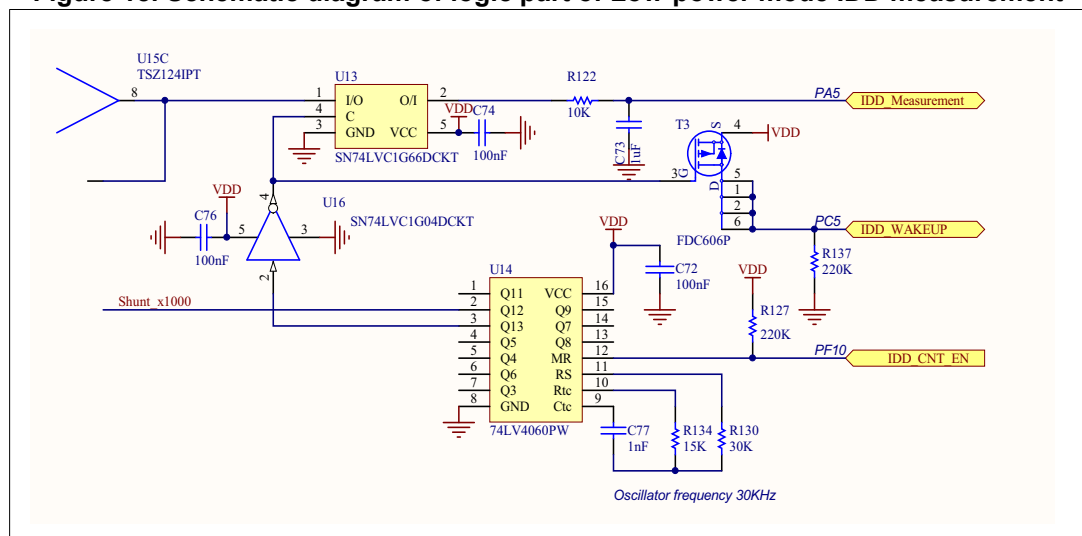 Figure 15. Schematic diagram of logic part of Low-power mode IDD measurement
U15C
TSZ124IPT
8
U13
1 I/O O/I 2
4 C
3 GND VCC 5
SN74LVC1G66DCKT
VDD
C74
100nF
R122
10K
C73
1uF
PA5
IDD_Measurement
T3
S
4
VDD
3
G
D
5
1
2
6
FDC606P
PC5
IDD_WAKEUP
R137
220K
VDD
C76
100nF
5
4
3
2
U16
SN74LVC1G04DCKT
VDD
C72
100nF
Shunt_x1000
U14
1 Q11 VCC 16
2 Q12 Q9 15
3 Q13 Q7 14
4 Q5 Q8 13
5 Q4 MR 12
6 Q6 RS 11
7 Q3 Rtc 10
8 GND Ctc 9
74LV4060PW
VDD
R127
220K
PF10
IDD_CNT_EN
C77
1nF
R134
15K
R130
30K
Oscillator frequency 30KHz